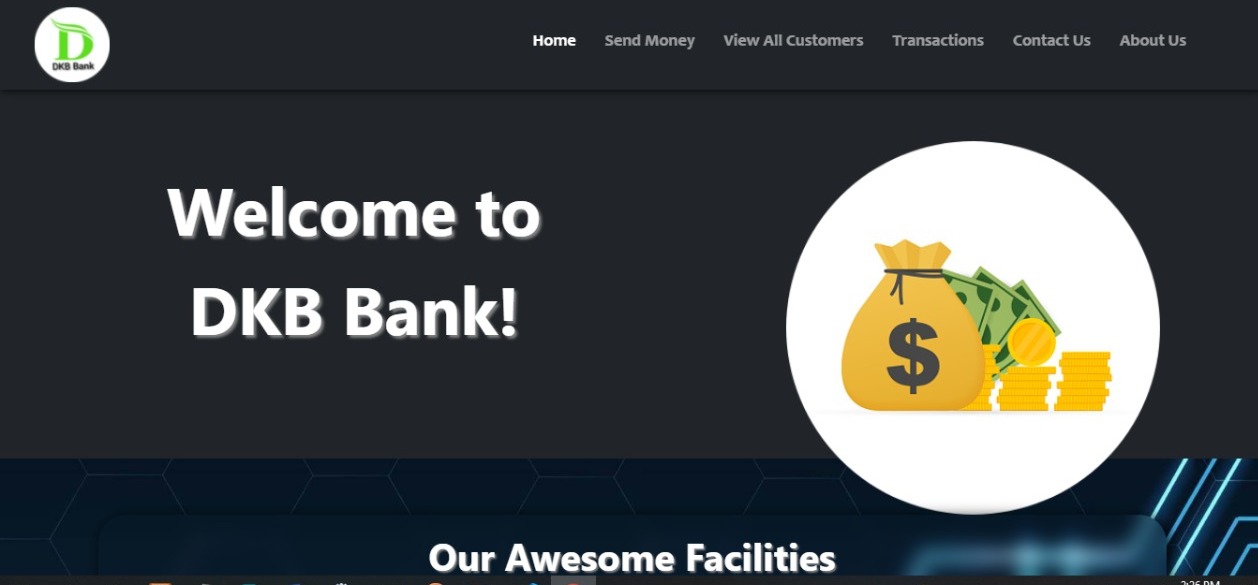 D
DKB Bank
Home Send Money View All Customers Transactions Contact Us About Us
Welcome to
DKB Bank!
$
Our Awesome Facilities